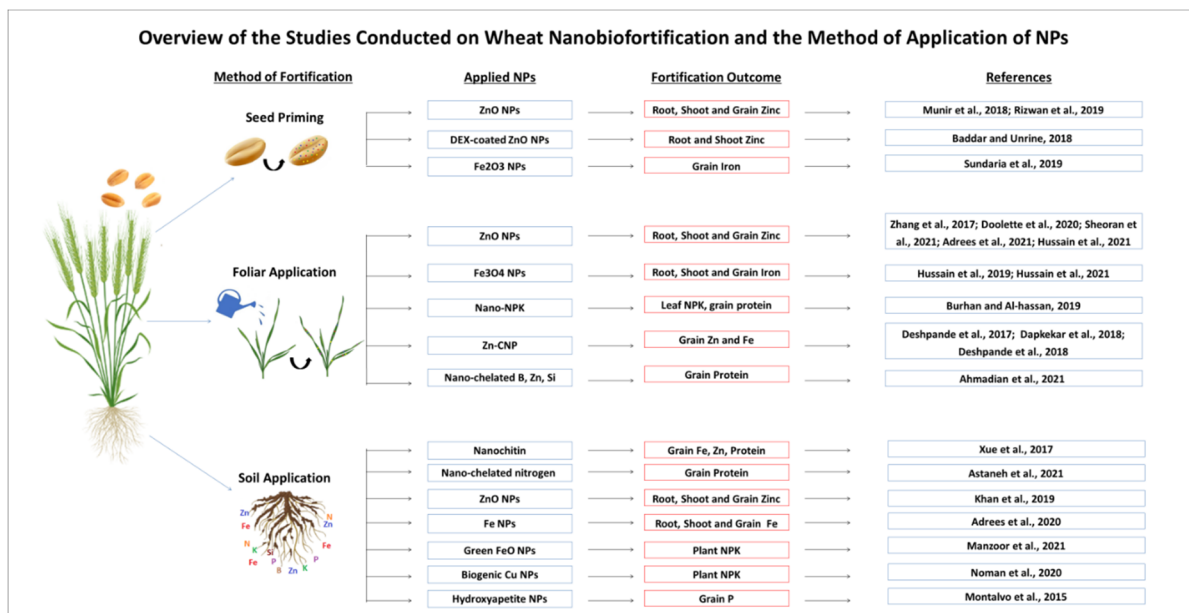 Overview of the Studies Conducted on Wheat Nanobiofortification and the Method of Application of NPs
Method of Fortification
Applied NPs
Fortification Outcome
References
Seed Priming
ZnO NPs
Root, Shoot and Grain Zinc
Munir et al., 2018; Rizwan et al., 2019
DEX-coated ZnO NPs
Root and Shoot Zinc
Baddar and Unrine, 2018
Fe2O3 NPs
Grain Iron
Sundaria et al., 2019
Foliar Application
ZnO NPs
Root, Shoot and Grain Zinc
Zhang et al., 2017; Doolette et al., 2020; Sheoran et
al., 2021; Adrees et al., 2021; Hussain et al., 2021
Fe3O4 NPs
Root, Shoot and Grain Iron
Hussain et al., 2019; Hussain et al., 2021
Nano-NPK
Leaf NPK, grain protein
Burhan and Al-hassan, 2019
Zn-CNP
Grain Zn and Fe
Deshpande et al., 2017; Dapkekar et al., 2018;
Deshpande et al., 2018
Nano-chelated B, Zn, Si
Grain Protein
Ahmadian et al., 2021
Soil Application
Nanochitin
Grain Fe, Zn, Protein
Xue et al., 2017
Nano-chelated nitrogen
Grain Protein
Astaneh et al., 2021
ZnO NPs
Root, Shoot and Grain Zinc
Khan et al., 2019
Fe NPs
Root, Shoot and Grain Fe
Adrees et al., 2020
Green FeO NPs
Plant NPK
Manzoor et al., 2021
Biogenic Cu NPs
Plant NPK
Noman et al., 2020
Hydroxyapetite NPs
Grain P
Montalvo et al., 2015
Zn
N
Fe
Zn
N
K
Si
Fe
Fe
P
P
B
Zn
K